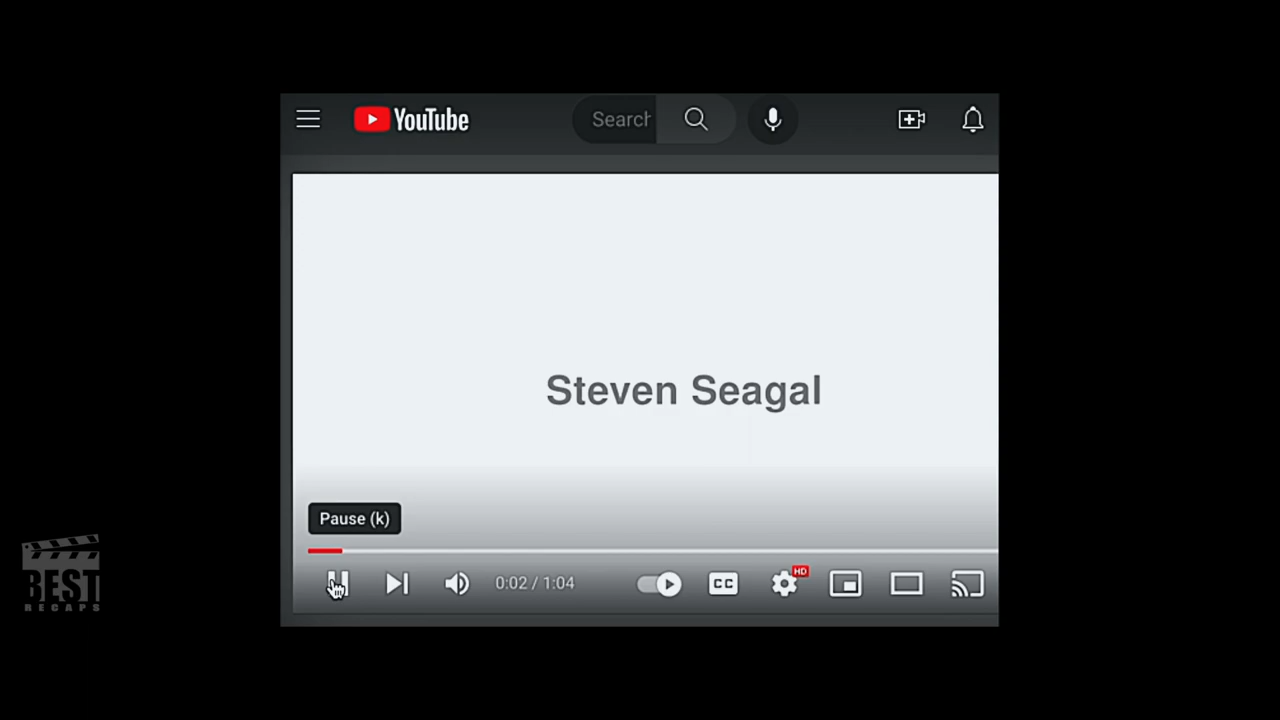 YouTube
Search
Steven Seagal
Pause (k)
HD
0:02 / 1:04
CC
BEST
RECAPS